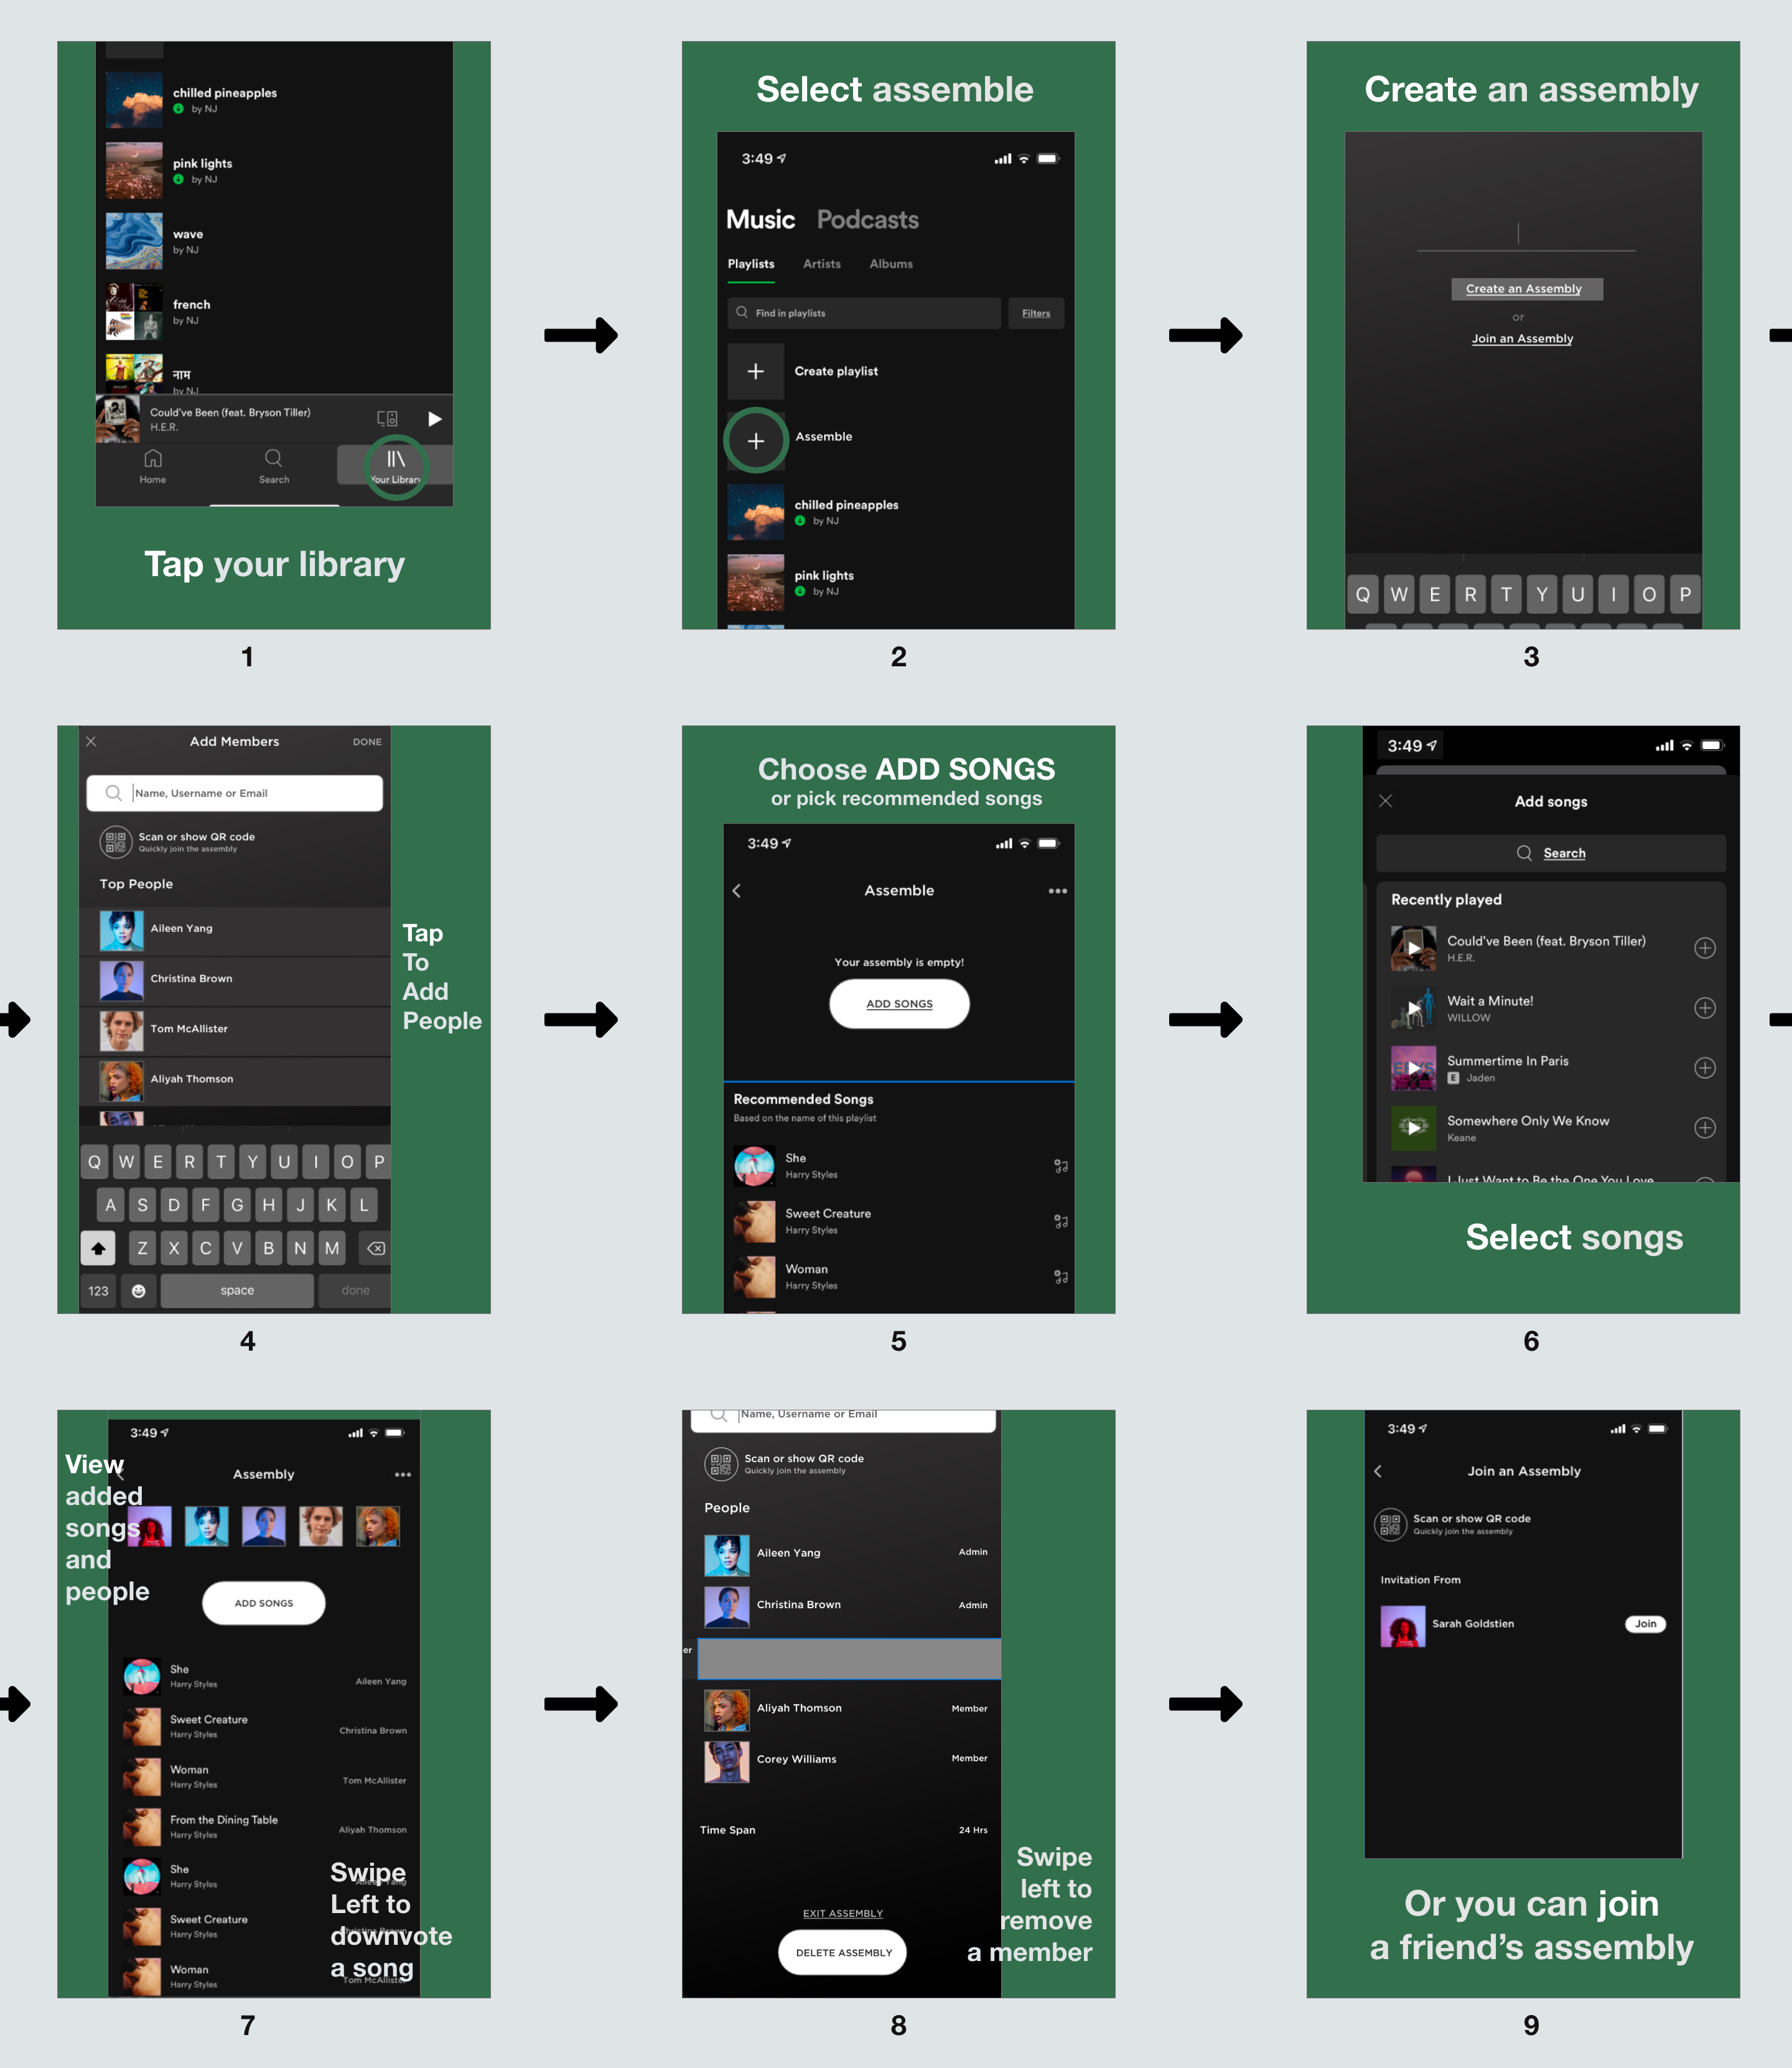 chilled pineapples
by NJ
pink lights
by NJ
wave
by NJ
french
by NJ
नाम
by NJ
Could've Been (feat. Bryson Tiller)
H.E.R.
Home
Search
Your Library
Tap your library
1
Select assemble
3:49
Music Podcasts
Playlists Artists Albums
Find in playlists
Filters
Create playlist
Assemble
chilled pineapples
by NJ
pink lights
by NJ
2
Create an assembly
Create an Assembly
or
Join an Assembly
Q W E R T Y U I O P
3
Add Members
DONE
Name, Username or Email
Scan or show QR code
Quickly join the assembly
Top People
Aileen Yang
Christina Brown
Tom McAllister
Aliyah Thomson
Q W E R T Y U I O P
A S D F G H J K L
Z X C V B N M
123 space done
Tap
To
Add
People
4
Choose ADD SONGS
or pick recommended songs
3:49
Assemble
Your assembly is empty!
ADD SONGS
Recommended Songs
Based on the name of this playlist
She
Harry Styles
Sweet Creature
Harry Styles
Woman
Harry Styles
5
3:49
Add songs
Search
Recently played
Could've Been (feat. Bryson Tiller)
H.E.R.
Wait a Minute!
WILLOW
Summertime In Paris
E Jaden
Somewhere Only We Know
Keane
I Just Want to Be the One You Love
Select songs
6
View
added
songs
and
people
3:49
Assembly
ADD SONGS
She
Harry Styles
Aileen Yang
Sweet Creature
Harry Styles
Christina Brown
Woman
Harry Styles
Tom McAllister
From the Dining Table
Harry Styles
Aliyah Thomson
She
Harry Styles
Aileen Yang
Sweet Creature
Harry Styles
Christina Brown
Woman
Harry Styles
Tom McAllister
Swipe
Left to
downvote
a song
7
Name, Username or Email
Scan or show QR code
Quickly join the assembly
People
Aileen Yang Admin
Christina Brown Admin
er
Aliyah Thomson Member
Corey Williams Member
Time Span 24 Hrs
EXIT ASSEMBLY
DELETE ASSEMBLY
Swipe
left to
remove
a member
8
3:49
Join an Assembly
Scan or show QR code
Quickly join the assembly
Invitation From
Sarah Goldstien
Join
Or you can join
a friend's assembly
9